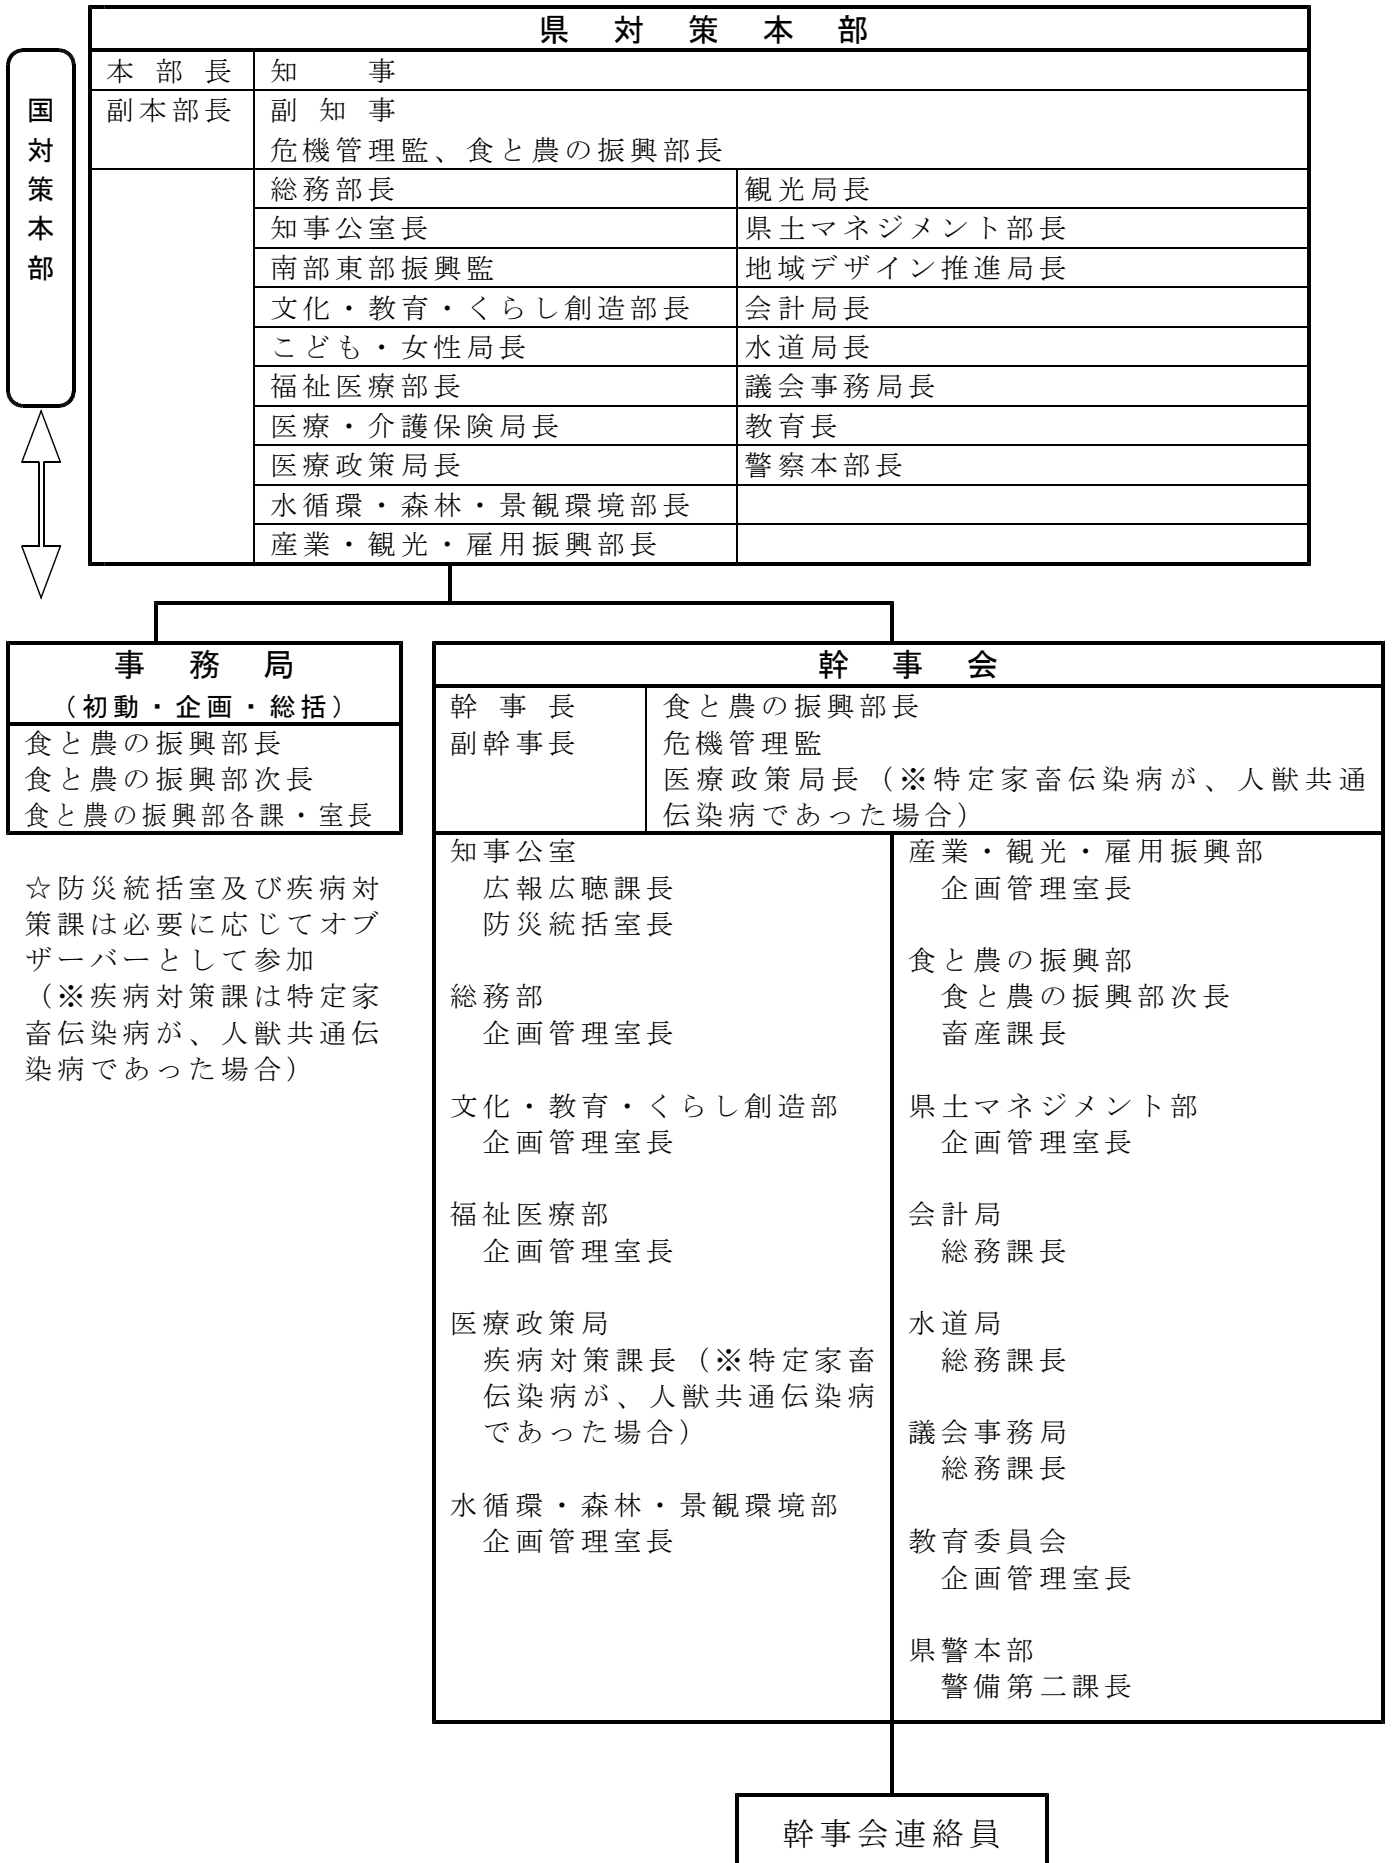 県対策本部
国対策本部
本部長 知事
副本部長 副知事
危機管理監、食と農の振興部長
総務部長 観光局長
知事公室長 県土マネジメント部長
南部東部振興監 地域デザイン推進局長
文化・教育・くらし創造部長 会計局長
こども・女性局長 水道局長
福祉医療部長 議会事務局長
医療・介護保険局長 教育長
医療政策局長 警察本部長
水循環・森林・景観環境部長
産業・観光・雇用振興部長
事務局
（初動・企画・総括）
食と農の振興部長
食と農の振興部次長
食と農の振興部各課・室長
☆防災統括室及び疾病対
策課は必要に応じてオブ
ザーバーとして参加
（※疾病対策課は特定家
畜伝染病が、人獣共通伝
染病であった場合）
幹事会
幹事長 食と農の振興部長
副幹事長 危機管理監
医療政策局長（※特定家畜伝染病が、人獣共通
伝染病であった場合）
知事公室
広報広聴課長
防災統括室長
総務部
企画管理室長
文化・教育・くらし創造部
企画管理室長
福祉医療部
企画管理室長
医療政策局
疾病対策課長（※特定家畜
伝染病が、人獣共通伝染病
であった場合）
水循環・森林・景観環境部
企画管理室長
産業・観光・雇用振興部
企画管理室長
食と農の振興部
食と農の振興部次長
畜産課長
県土マネジメント部
企画管理室長
会計局
総務課長
水道局
総務課長
議会事務局
総務課長
教育委員会
企画管理室長
県警本部
警備第二課長
幹事会連絡員